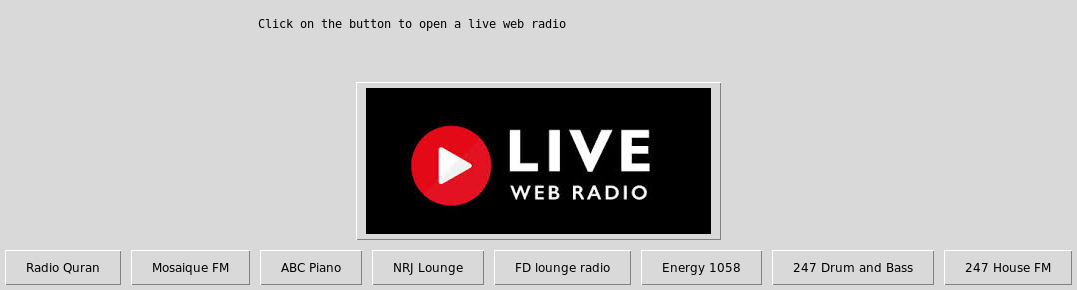 Click on the button to open a live web radio
LIVE
WEB RADIO
Radio Quran
Mosaique FM
ABC Piano
NRJ Lounge
FD lounge radio
Energy 1058
247 Drum and Bass
247 House FM